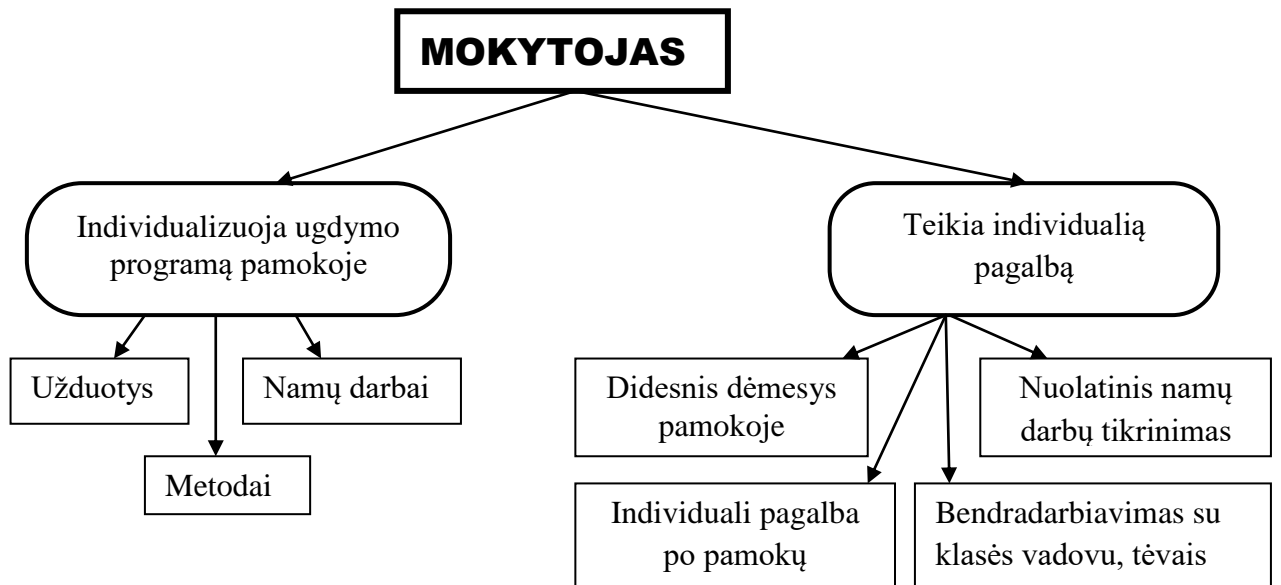 MOKYTOJAS
Individualizuoja ugdymo
programą pamokoje
Teikia individualią
pagalbą
Užduotys
Namų darbai
Metodai
Didesnis dėmesys
pamokoje
Nuolatinis namų
darbų tikrinimas
Individuali pagalba
po pamokų
Bendradarbiavimas su
klasės vadovu, tėvais